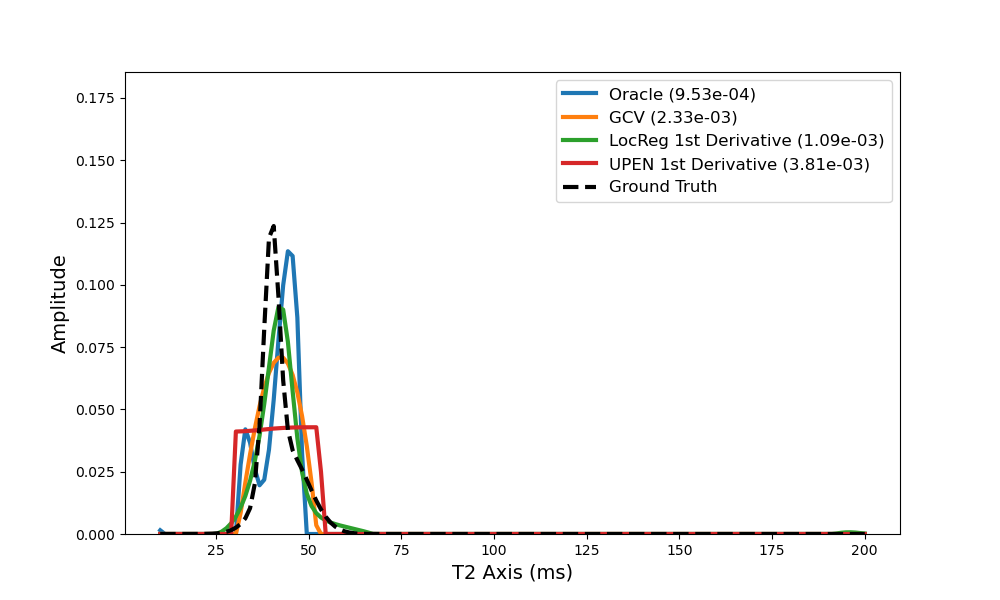 Oracle (9.53e-04)
GCV (2.33e-03)
LocReg 1st Derivative (1.09e-03)
UPEN 1st Derivative (3.81e-03)
Ground Truth
Amplitude
0.175
0.150
0.125
0.100
0.075
0.050
0.025
0.000
25 50 75 100 125 150 175 200
T2 Axis (ms)